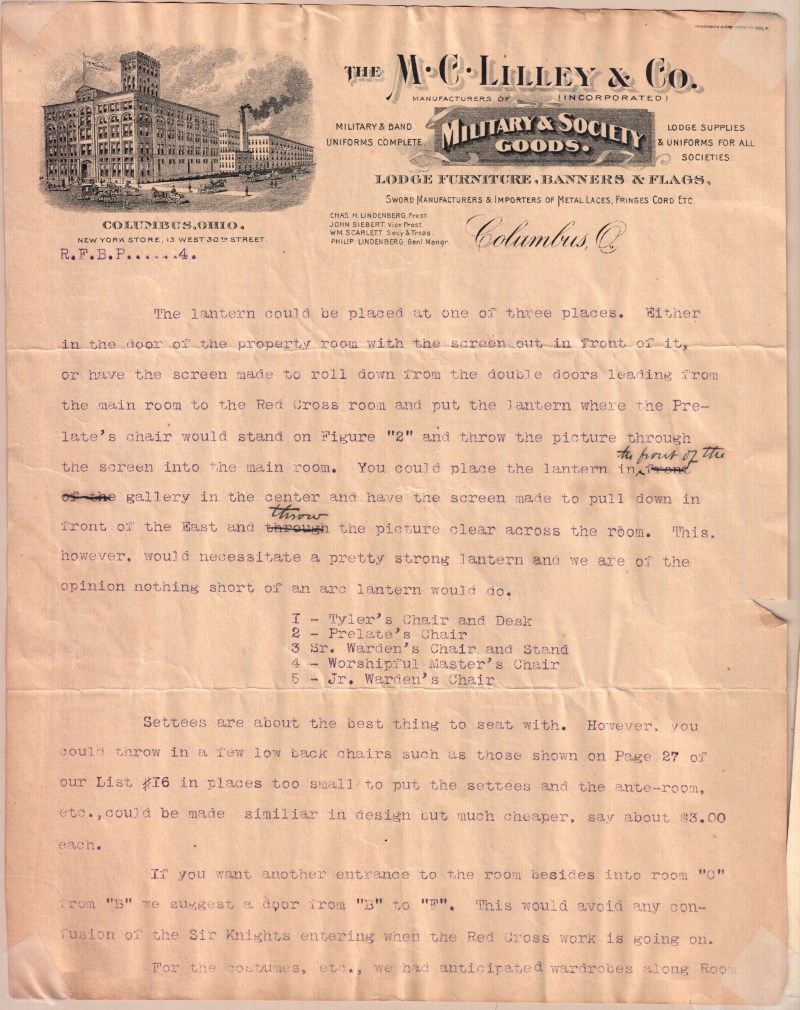 THE M·C·LILLEY & CO.
MANUFACTURERS OF (INCORPORATED)
MILITARY & BAND
UNIFORMS COMPLETE.
MILITARY & SOCIETY
GOODS.
LODGE SUPPLIES
& UNIFORMS FOR ALL
SOCIETIES.
LODGE FURNITURE, BANNERS & FLAGS,
SWORD MANUFACTURERS & IMPORTERS OF METAL LACES, FRINGES CORD ETC.
CHAS. H. LINDENBERG, Prest.
JOHN SIEBERT, Vice Prest.
WM. SCARLETT Secy & Treas.
PHILIP LINDENBERG, Genl Mangr.
Columbus, O.
COLUMBUS, OHIO.
NEW YORK STORE, 13 WEST 30TH STREET.
R.F.B.P......4.
The lantern could be placed at one of three places. Either
in the door of the property room with the screen out in front of it,
or have the screen made to roll down from the double doors leading from
the main room to the Red Cross room and put the lantern where the Pre-
late's chair would stand on Figure "2" and throw the picture through
the front of the
the screen into the main room. You could place the lantern in front
of the gallery in the center and have the screen made to pull down in
throw
front of the East and through the picture clear across the room. This,
however, would necessitate a pretty strong lantern and we are of the
opinion nothing short of an arc lantern would do.
1 - Tyler's Chair and Desk
2 - Prelate's Chair
3 Sr. Warden's Chair and Stand
4 - Worshipful Master's Chair
5 - Jr. Warden's Chair
Settees are about the best thing to seat with. However, you
could throw in a few low back chairs such as those shown on Page 27 of
our List #16 in places too small to put the settees and the ante-room,
etc.,could be made similiar in design but much cheaper, say about $3.00
each.
If you want another entrance to the room besides into room "C"
from "B" we suggest a door from "B" to "F". This would avoid any con-
fusion of the Sir Knights entering when the Red Cross work is going on.
For the costumes, etc., we had anticipated wardrobes along Room